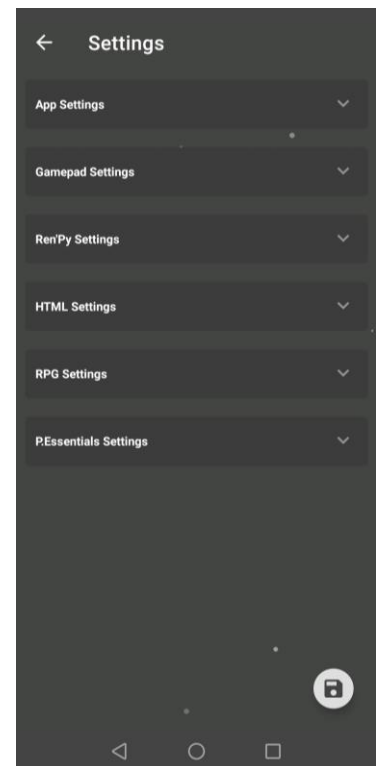 Settings
App Settings
Gamepad Settings
Ren'Py Settings
HTML Settings
RPG Settings
P.Essentials Settings